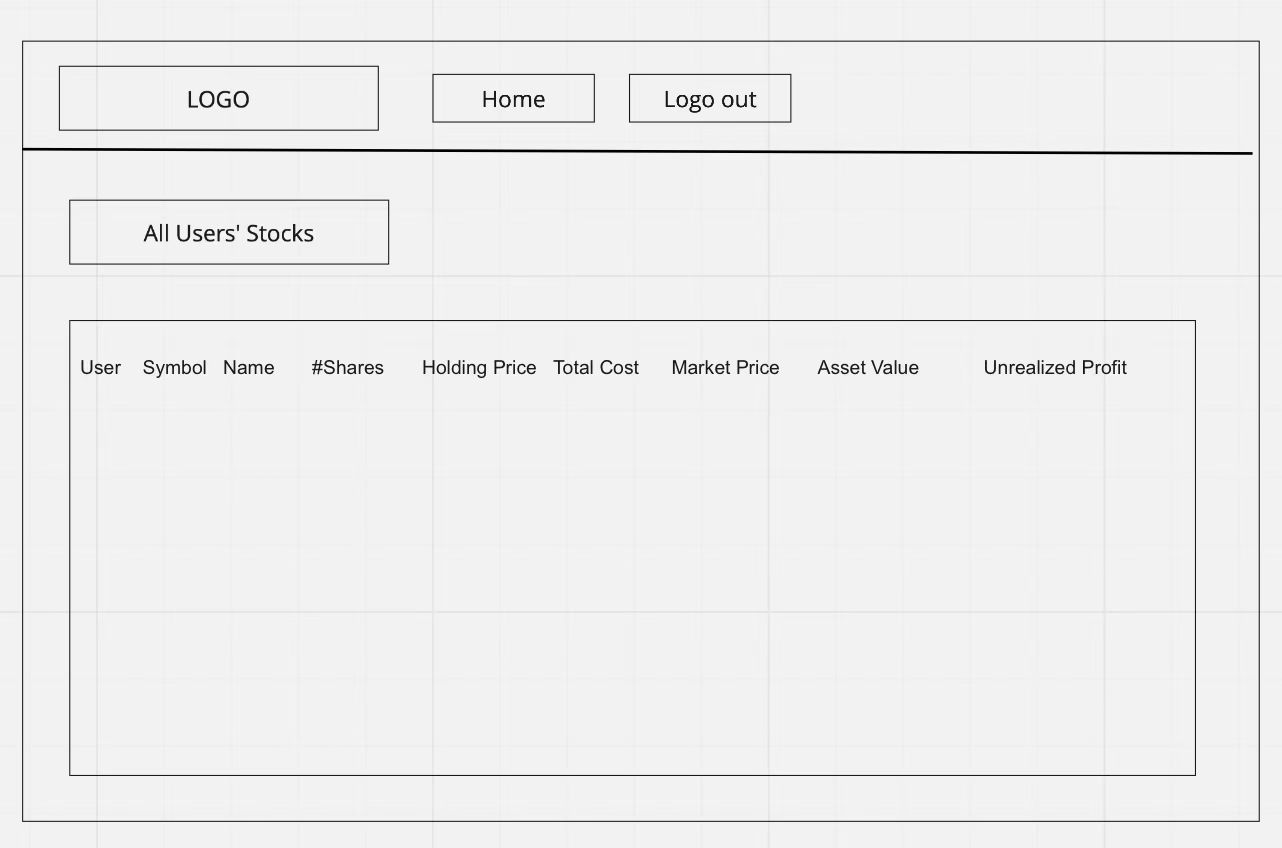 LOGO
Home
Logo out
All Users' Stocks
User Symbol Name #Shares Holding Price Total Cost Market Price Asset Value Unrealized Profit